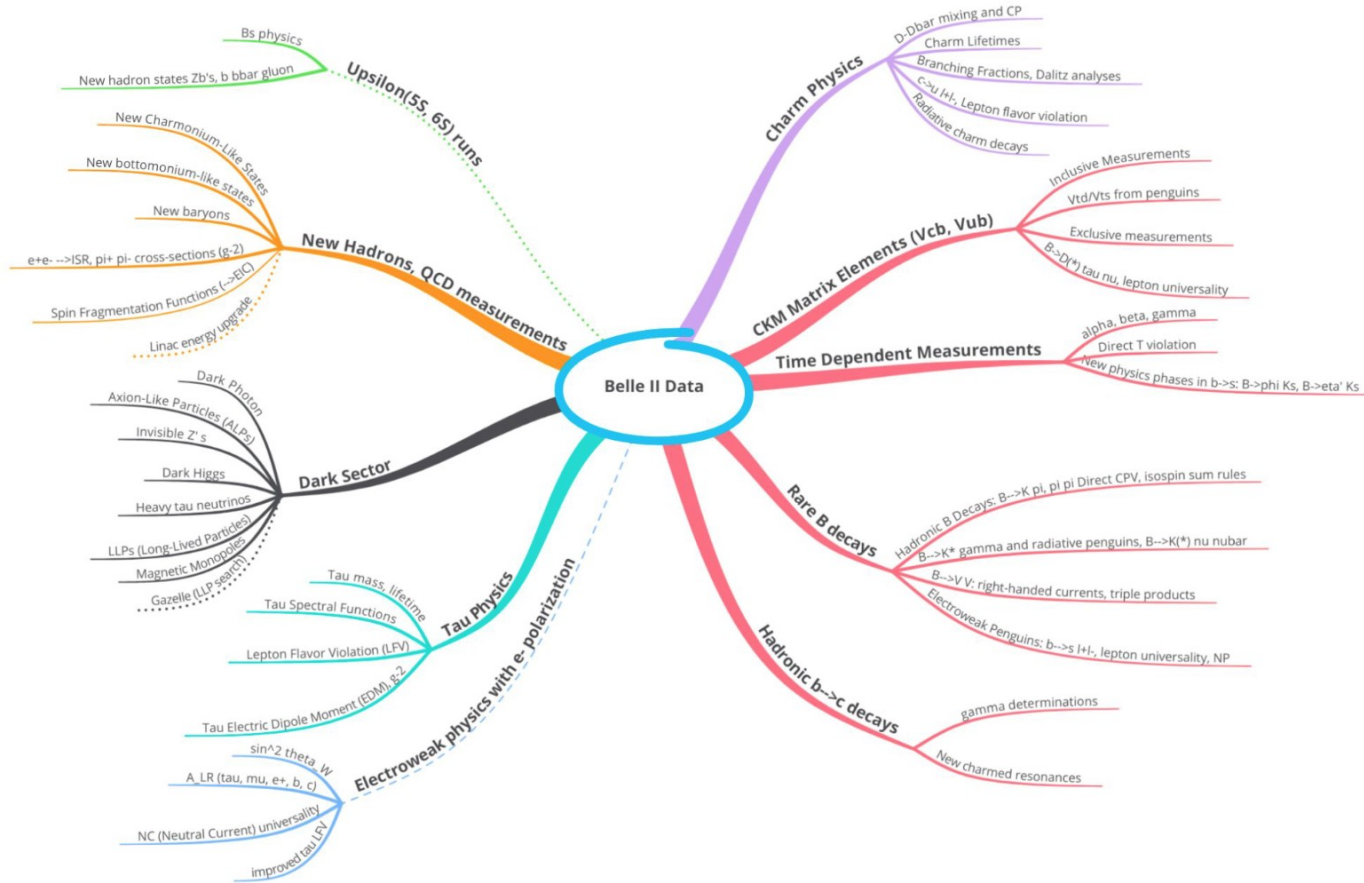 Belle II Data
Upsilon(5S, 6S) runs
Bs physics
New hadron states Zb's, b bbar gluon
New Hadrons, QCD measurements
New Charmonium-Like States
New bottomonium-like states
New baryons
e+e- -->ISR, pi+ pi- cross-sections (g-2)
Spin Fragmentation Functions (-->EIC)
Linac energy upgrade
Dark Sector
Dark Photon
Axion-Like Particles (ALPs)
Invisible Z' s
Dark Higgs
Heavy tau neutrinos
LLPs (Long-Lived Particles)
Magnetic Monopoles
Gazelle (LLP search)
Tau Physics
Tau mass, lifetime
Tau Spectral Functions
Lepton Flavor Violation (LFV)
Tau Electric Dipole Moment (EDM), g-2
Electroweak physics with e- polarization
sin^2 theta_W
A_LR (tau, mu, e+, b, c)
NC (Neutral Current) universality
improved tau LFV
Charm Physics
D-Dbar mixing and CP
Charm Lifetimes
Branching Fractions, Dalitz analyses
c->u l+l-, Lepton flavor violation
Radiative charm decays
CKM Matrix Elements (Vcb, Vub)
Inclusive Measurements
Vtd/Vts from penguins
Exclusive measurements
B->D(*) tau nu, lepton universality
Time Dependent Measurements
alpha, beta, gamma
Direct T violation
New physics phases in b->s: B->phi Ks, B->eta' Ks
Rare B decays
Hadronic B Decays: B-->K pi, pi pi Direct CPV, isospin sum rules
B-->K* gamma and radiative penguins, B-->K(*) nu nubar
B-->V V: right-handed currents, triple products
Electroweak Penguins: b-->s l+l-, lepton universality, NP
Hadronic b-->c decays
gamma determinations
New charmed resonances